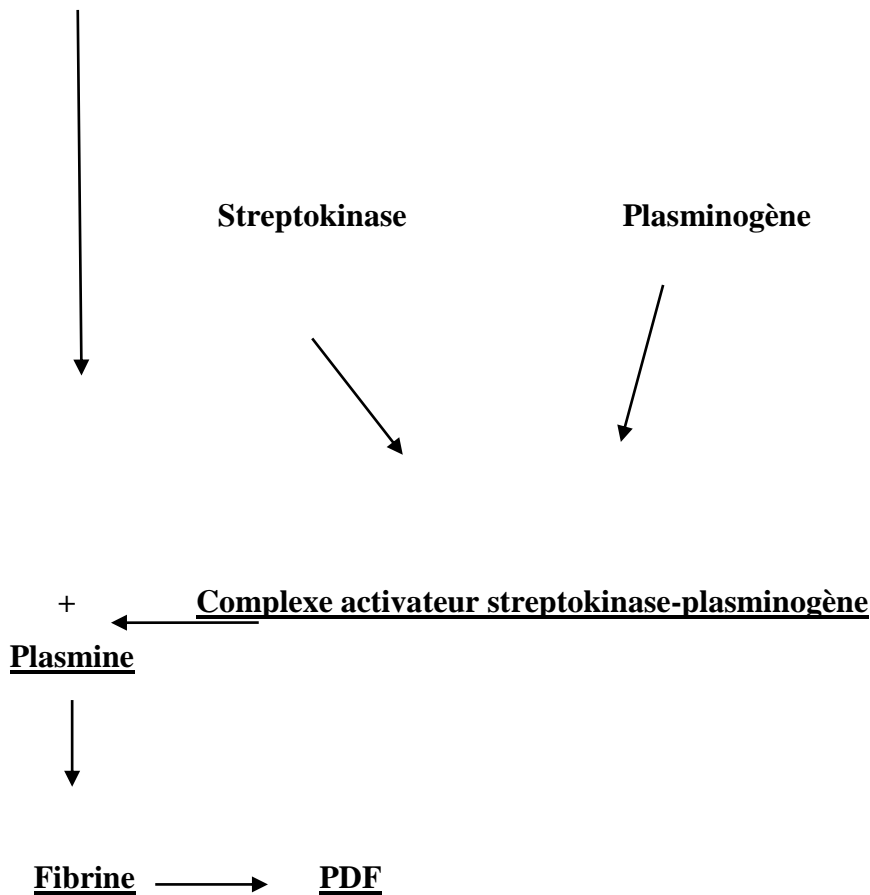 Streptokinase Plasminogène
+ Complexe activateur streptokinase-plasminogène
Plasmine
Fibrine PDF